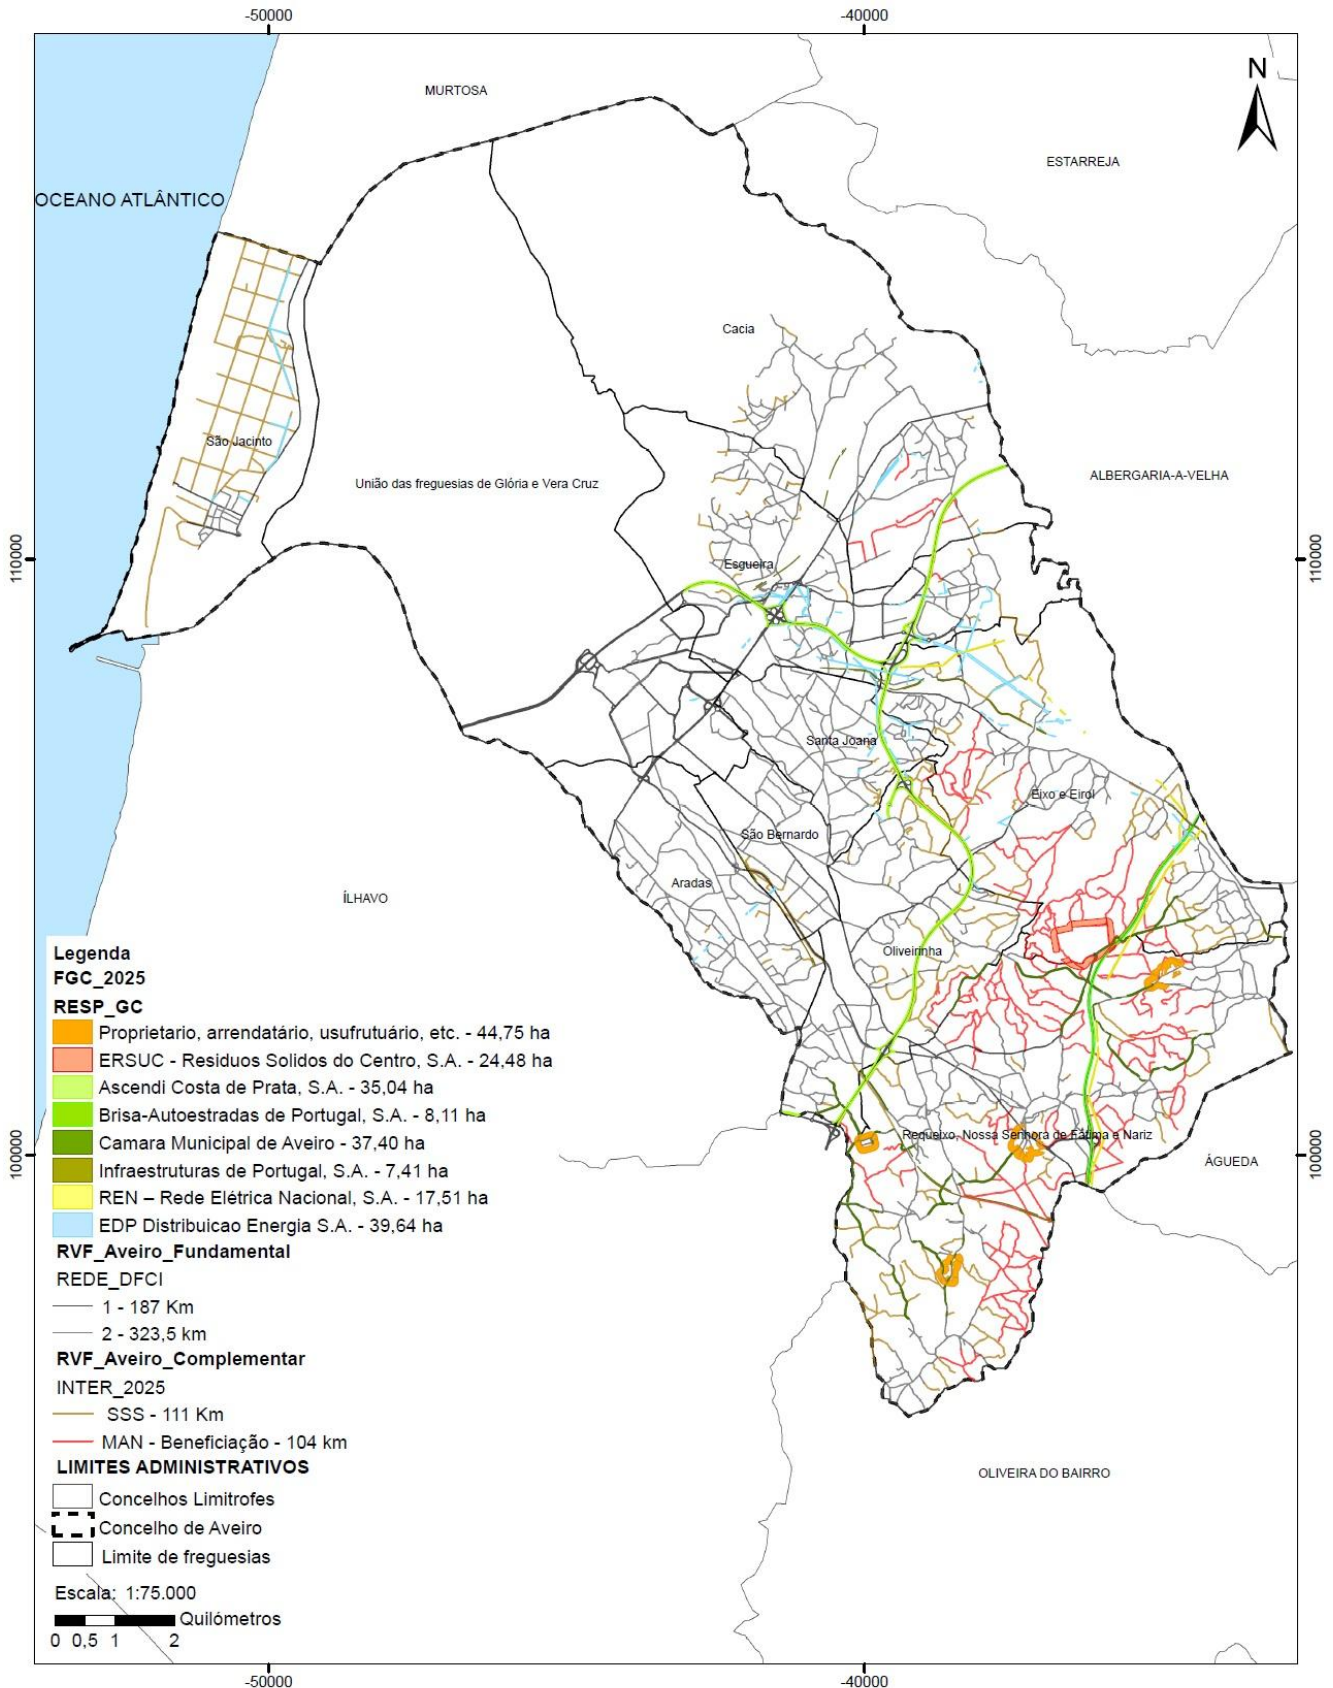 -50000
-40000
N
MURTOSA
ESTARREJA
OCEANO ATLÂNTICO
Cacia
São Jacinto
União das freguesias de Glória e Vera Cruz
ALBERGARIA-A-VELHA
110000
110000
Esgueira
Santa Joana
Eixo e Eirol
São Bernardo
Aradas
ÍLHAVO
Oliveirinha
Requeixo, Nossa Senhora de Fátima e Nariz
100000
100000
ÁGUEDA
OLIVEIRA DO BAIRRO
Legenda
FGC_2025
RESP_GC
Proprietario, arrendatário, usufrutuário, etc. - 44,75 ha
ERSUC - Residuos Solidos do Centro, S.A. - 24,48 ha
Ascendi Costa de Prata, S.A. - 35,04 ha
Brisa-Autoestradas de Portugal, S.A. - 8,11 ha
Camara Municipal de Aveiro - 37,40 ha
Infraestruturas de Portugal, S.A. - 7,41 ha
REN – Rede Elétrica Nacional, S.A. - 17,51 ha
EDP Distribuicao Energia S.A. - 39,64 ha
RVF_Aveiro_Fundamental
REDE_DFCI
1 - 187 Km
2 - 323,5 km
RVF_Aveiro_Complementar
INTER_2025
SSS - 111 Km
MAN - Beneficiação - 104 km
LIMITES ADMINISTRATIVOS
Concelhos Limitrofes
Concelho de Aveiro
Limite de freguesias
Escala: 1:75.000
Quilómetros
0 0,5 1 2
-50000
-40000